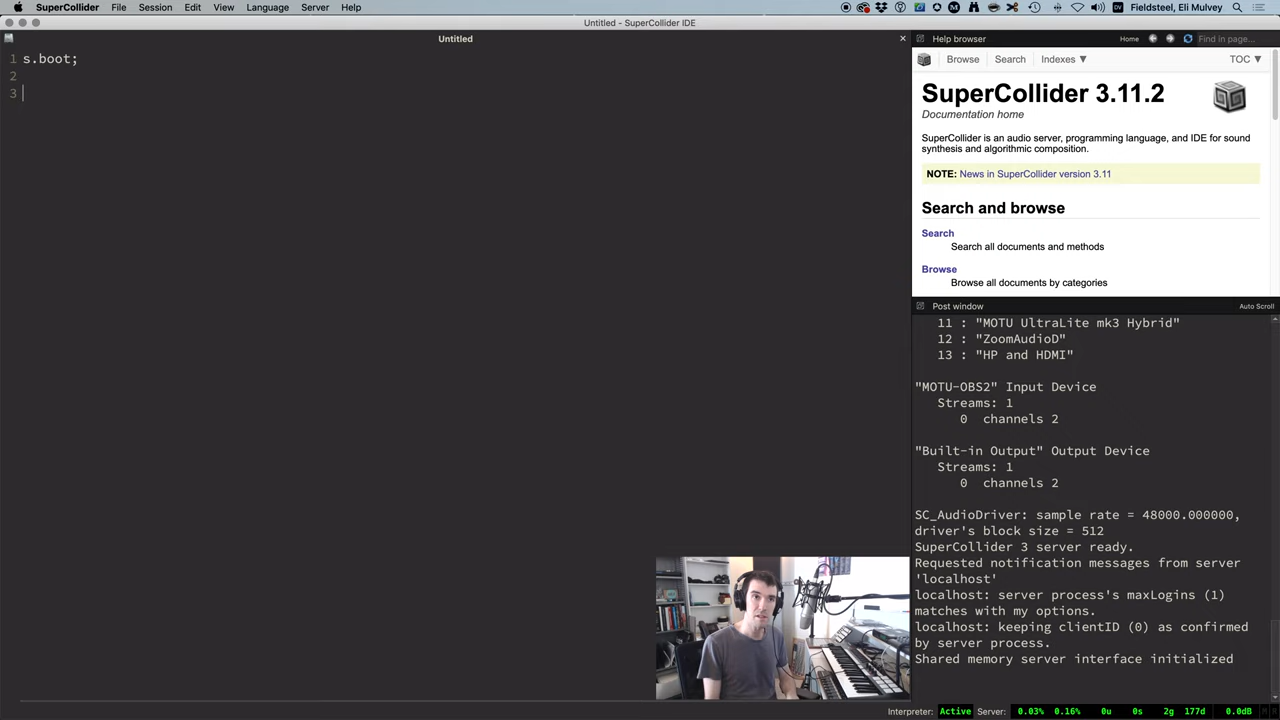 SuperCollider File Session Edit View Language Server Help Fieldsteel, Eli Mulvey
Untitled - SuperCollider IDE
Untitled
1 s.boot;
2
3
Help browser Home Find in page...
Browse Search Indexes ▼ TOC ▼
SuperCollider 3.11.2
Documentation home
SuperCollider is an audio server, programming language, and IDE for sound
synthesis and algorithmic composition.
NOTE: News in SuperCollider version 3.11
Search and browse
Search
Search all documents and methods
Browse
Browse all documents by categories
Post window Auto Scroll
11 : "MOTU UltraLite mk3 Hybrid"
12 : "ZoomAudioD"
13 : "HP and HDMI"
"MOTU-OBS2" Input Device
Streams: 1
0 channels 2
"Built-in Output" Output Device
Streams: 1
0 channels 2
SC_AudioDriver: sample rate = 48000.000000,
driver's block size = 512
SuperCollider 3 server ready.
Requested notification messages from server
'localhost'
localhost: server process's maxLogins (1)
matches with my options.
localhost: keeping clientID (0) as confirmed
by server process.
Shared memory server interface initialized
Interpreter: Active Server: 0.03% 0.16% 0u 0s 2g 177d 0.0dB M R